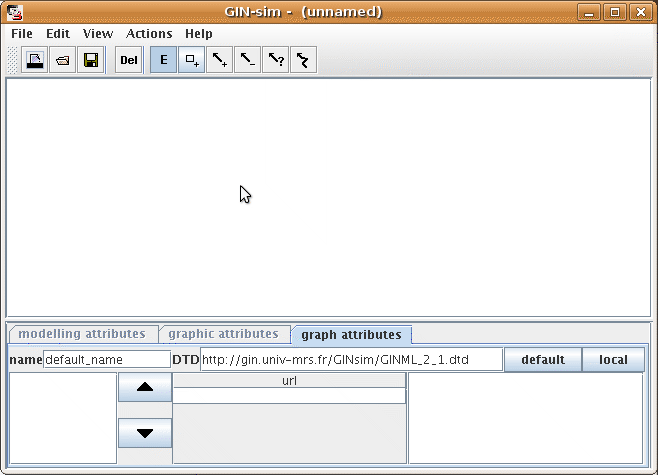 GIN-sim - (unnamed)
File Edit View Actions Help
Del E + + - ?
modelling attributes graphic attributes graph attributes
name default_name DTD http://gin.univ-mrs.fr/GINsim/GINML_2_1.dtd default local
url